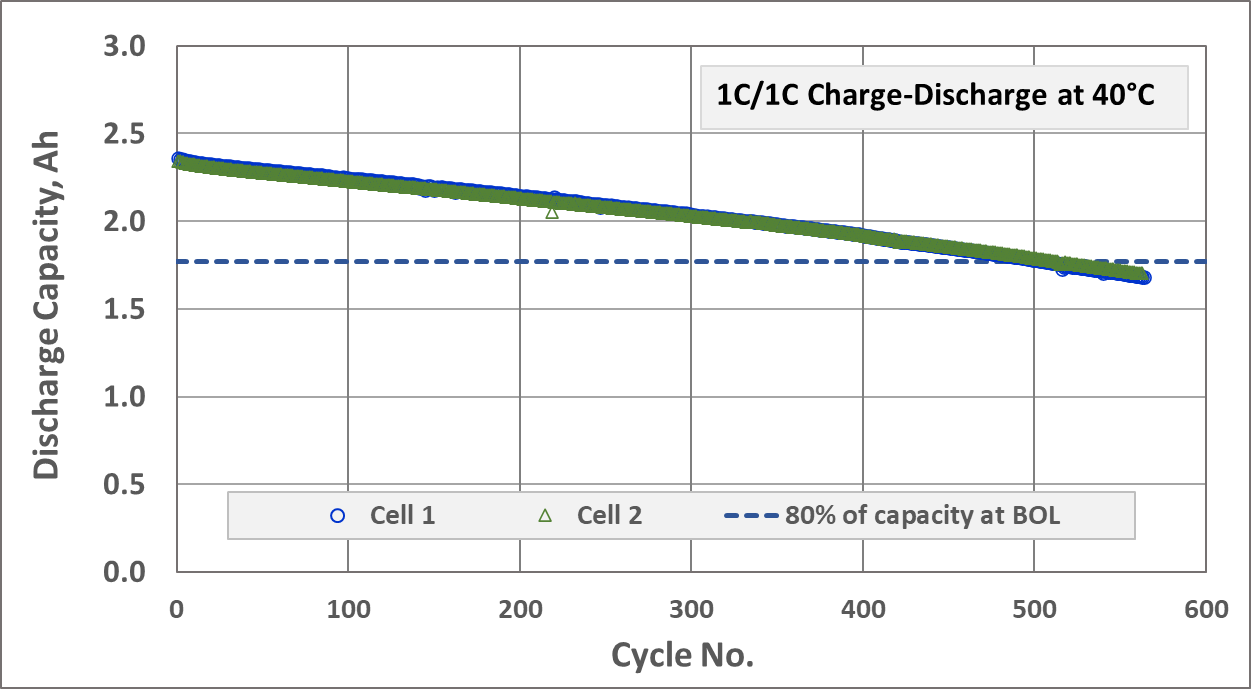 1C/1C Charge-Discharge at 40°C
Discharge Capacity, Ah
3.0
2.5
2.0
1.5
1.0
0.5
0.0
Cell 1 Cell 2 80% of capacity at BOL
0 100 200 300 400 500 600
Cycle No.